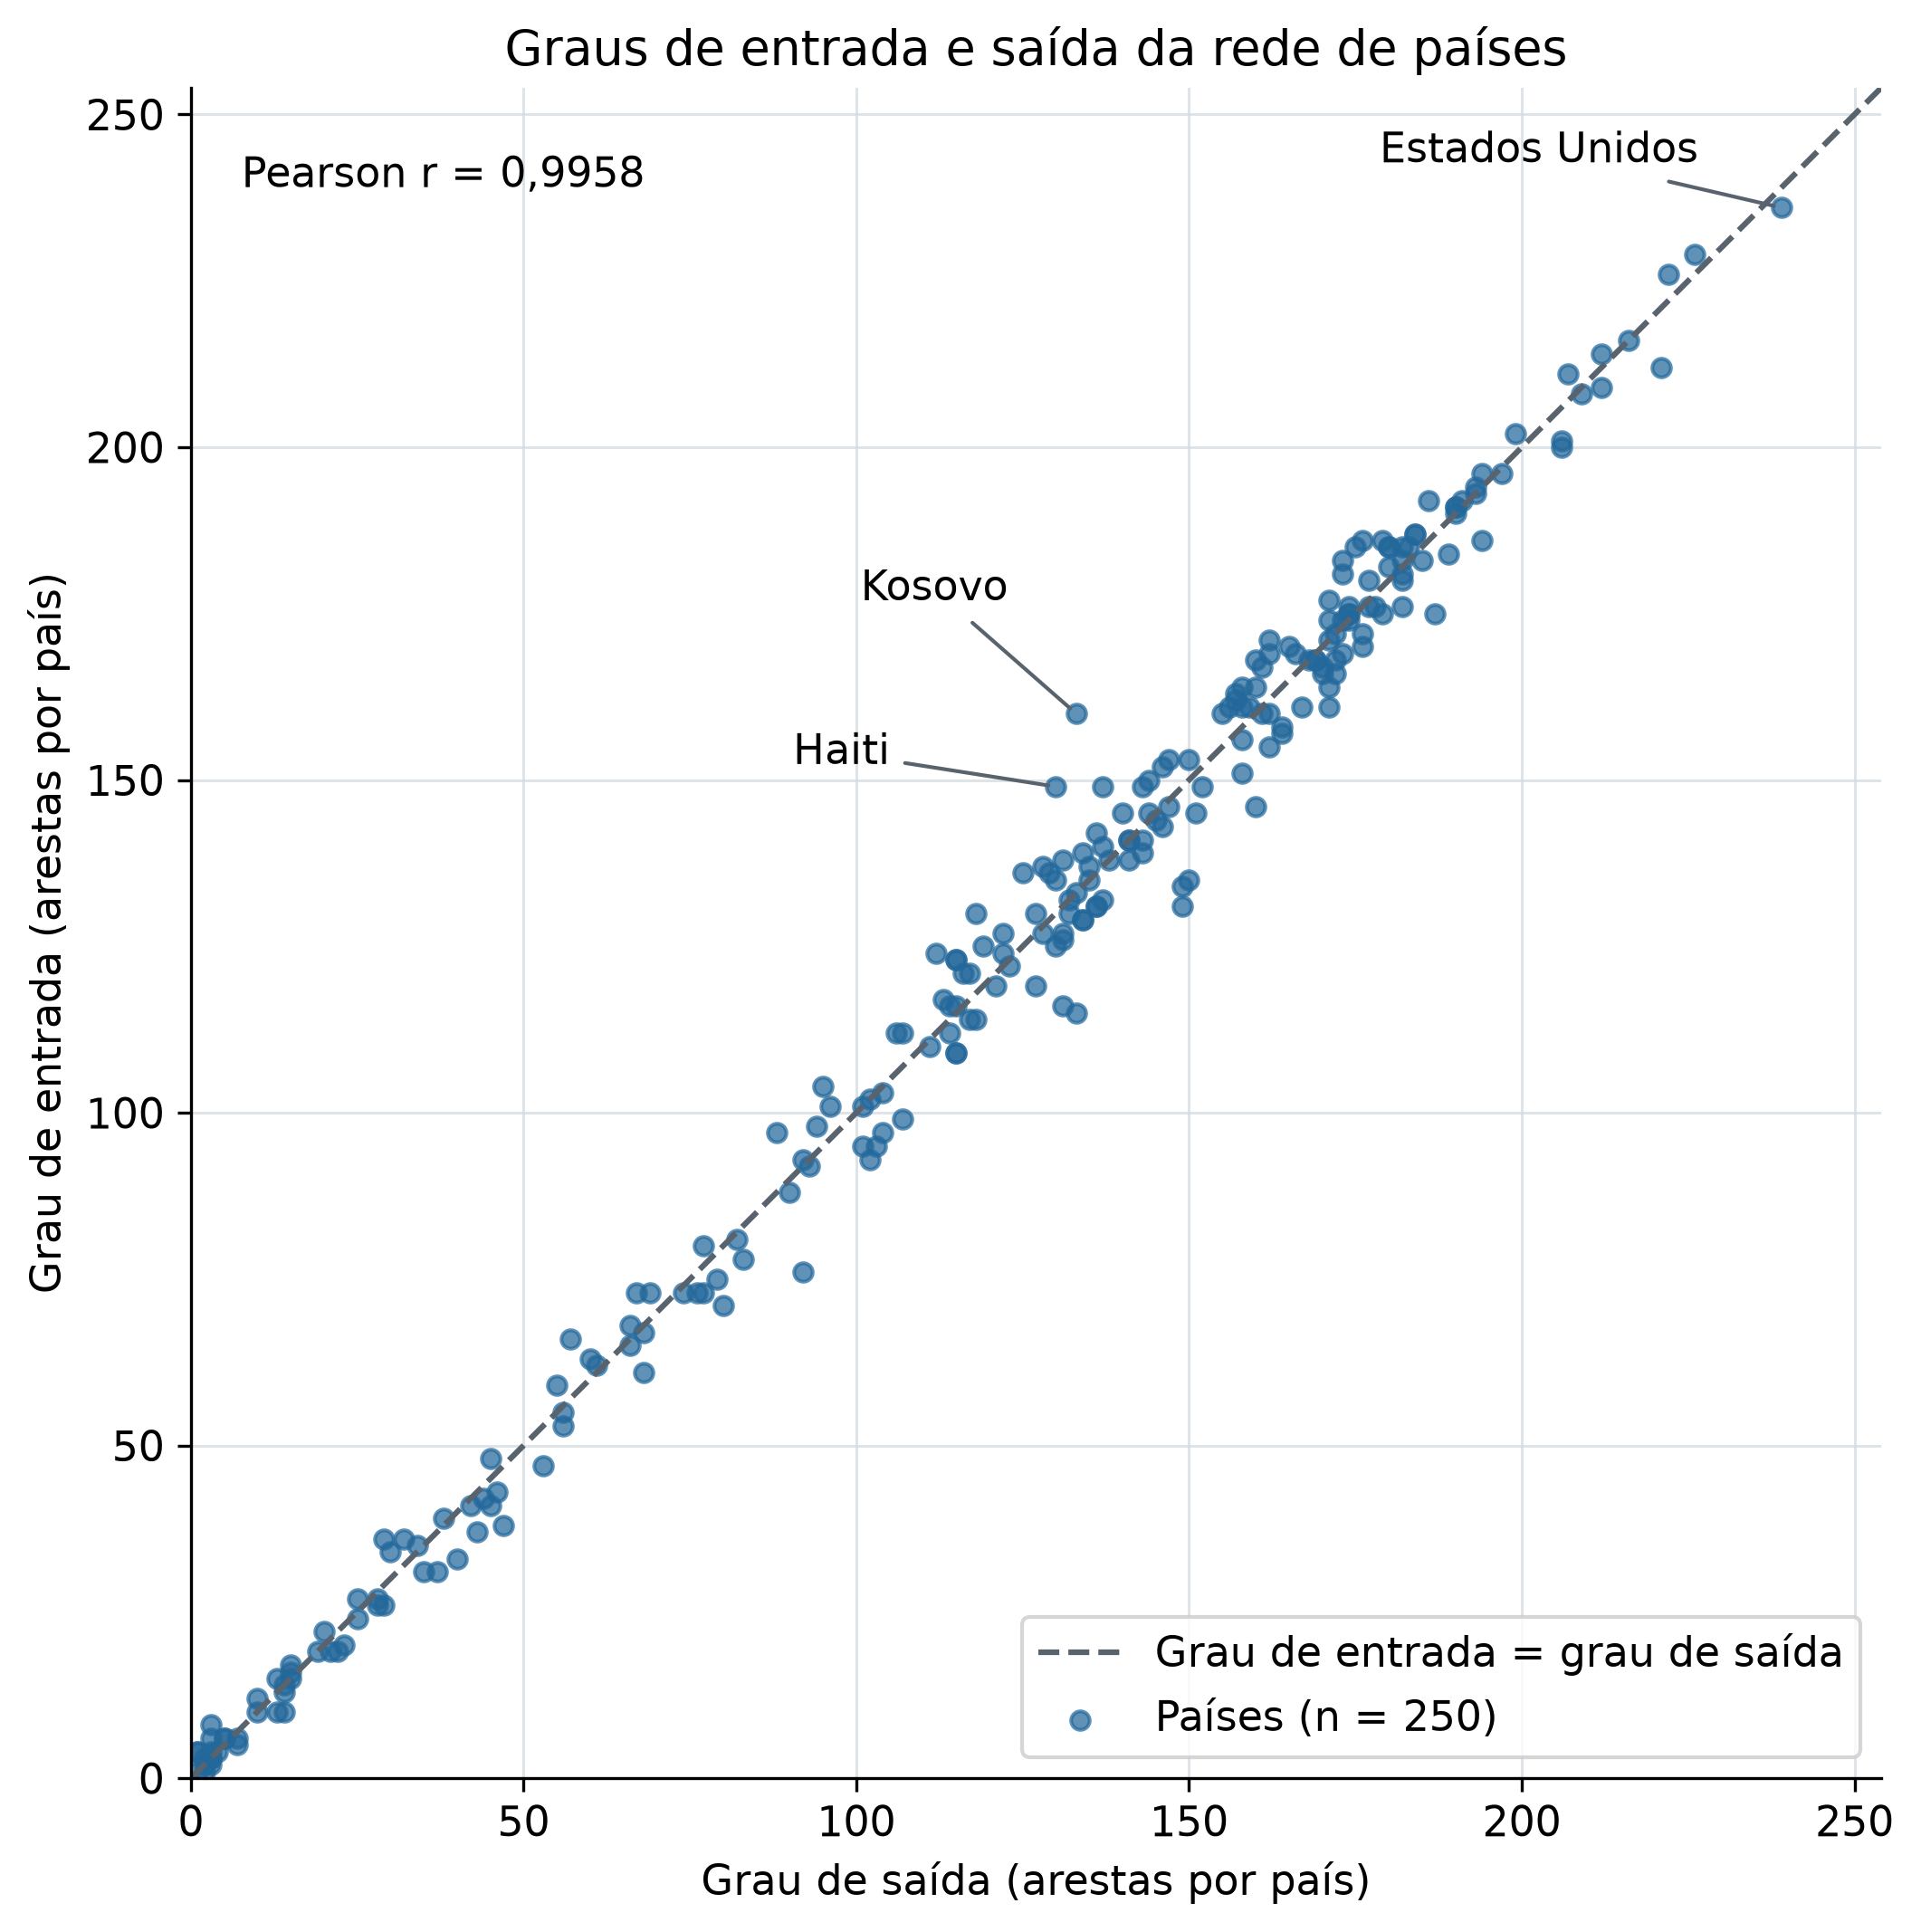 Graus de entrada e saída da rede de países
Pearson r = 0,9958
Estados Unidos
Kosovo
Haiti
Grau de entrada (arestas por país)
250
200
150
100
50
0
0 50 100 150 200 250
Grau de saída (arestas por país)
Grau de entrada = grau de saída
Países (n = 250)